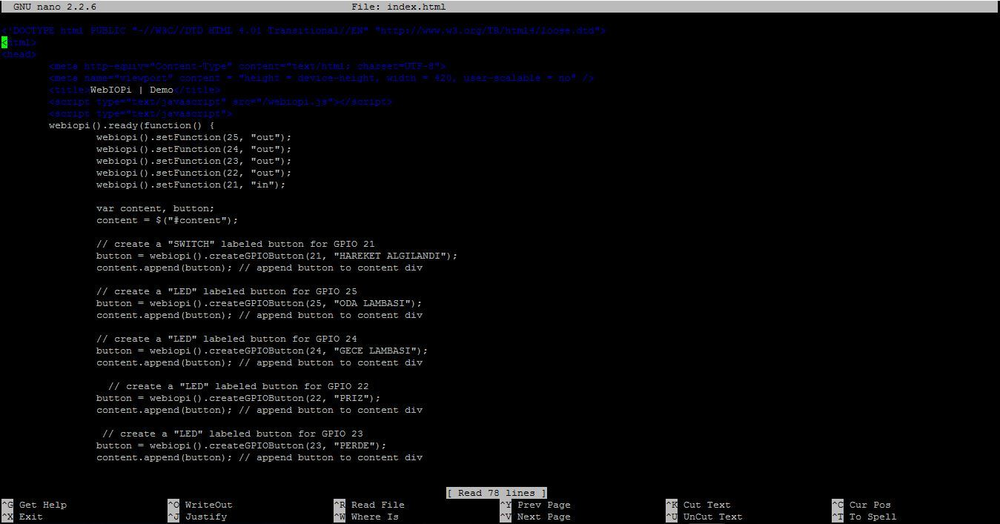 GNU nano 2.2.6 File: index.html
<!DOCTYPE html PUBLIC "-//W3C//DTD HTML 4.01 Transitional//EN" "http://www.w3.org/TR/html4/loose.dtd">
<html>
<head>
<meta http-equiv="Content-Type" content="text/html; charset=UTF-8">
<meta name="viewport" content = "height = device-height, width = 420, user-scalable = no" />
<title>WebIOPi | Demo</title>
<script type="text/javascript" src="/webiopi.js"></script>
<script type="text/javascript">
webiopi().ready(function() {
webiopi().setFunction(25, "out");
webiopi().setFunction(24, "out");
webiopi().setFunction(23, "out");
webiopi().setFunction(22, "out");
webiopi().setFunction(21, "in");
var content, button;
content = $("#content");
// create a "SWITCH" labeled button for GPIO 21
button = webiopi().createGPIOButton(21, "HAREKET ALGILANDI");
content.append(button); // append button to content div
// create a "LED" labeled button for GPIO 25
button = webiopi().createGPIOButton(25, "ODA LAMBASI");
content.append(button); // append button to content div
// create a "LED" labeled button for GPIO 24
button = webiopi().createGPIOButton(24, "GECE LAMBASI");
content.append(button); // append button to content div
// create a "LED" labeled button for GPIO 22
button = webiopi().createGPIOButton(22, "PRIZ");
content.append(button); // append button to content div
// create a "LED" labeled button for GPIO 23
button = webiopi().createGPIOButton(23, "PERDE");
content.append(button); // append button to content div
[ Read 78 lines ]
^G Get Help ^O WriteOut ^R Read File ^Y Prev Page ^K Cut Text ^C Cur Pos
^X Exit ^J Justify ^W Where Is ^V Next Page ^U UnCut Text ^T To Spell